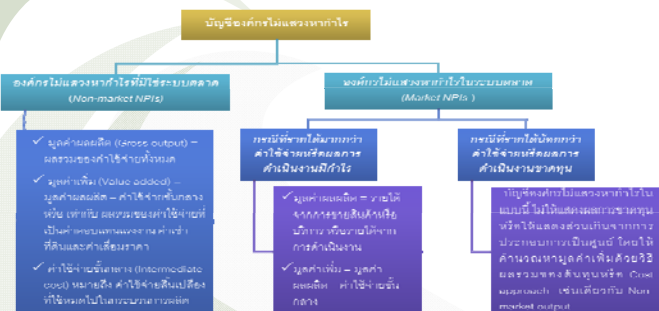 บัญชีองค์กรไม่แสวงหากำไร
องค์กรไม่แสวงหากำไรที่มิใช่ระบบตลาด
(Non-market NPIs)
องค์กรไม่แสวงหากำไรในระบบตลาด
(Market NPIs )
✓ มูลค่าผลผลิต (Gross output) =
ผลรวมของค่าใช้จ่ายทั้งหมด
✓ มูลค่าเพิ่ม (Value added) =
มูลค่าผลผลิต – ค่าใช้จ่ายขั้นกลาง
หรือ เท่ากับ ผลรวมของค่าใช้จ่ายที่
เป็นค่าตอบแทนแรงงาน ค่าเช่า
ที่ดินและค่าเสื่อมราคา
✓ ค่าใช้จ่ายขั้นกลาง (Intermediate
cost) หมายถึง ค่าใช้จ่ายสิ้นเปลือง
ที่ใช้หมดไปในกระบวนการผลิต
กรณีที่รายได้มากกว่า
ค่าใช้จ่ายหรือผลการ
ดำเนินงานมีกำไร
✓ มูลค่าผลผลิต = รายได้
จากการขายสินค้าหรือ
บริการ หรือรายได้จาก
การดำเนินงาน
✓ มูลค่าเพิ่ม = มูลค่า
ผลผลิต ค่าใช้จ่ายขั้น
กลาง
กรณีที่รายได้น้อยกว่า
ค่าใช้จ่ายหรือผลการ
ดำเนินงานขาดทุน
บัญชีองค์กรไม่แสวงหากำไรใน
แบบนี้ ไม่ให้แสดงผลการขาดทุน
หรือให้แสดงส่วนเกินจากการ
ประกอบการเป็นศูนย์ โดยให้
คำนวณหามูลค่าเพิ่มด้วยวิธี
ผลรวมของต้นทุนหรือ Cost
approach เช่นเดียวกับ Non-
market output